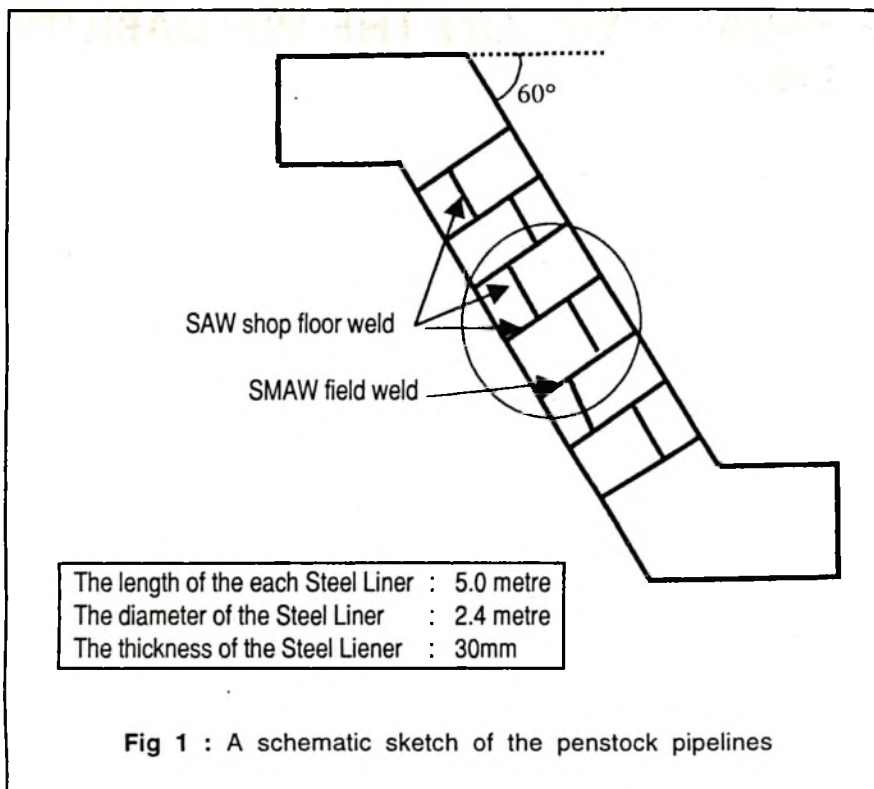 60°
SAW shop floor weld
SMAW field weld
The length of the each Steel Liner : 5.0 metre
The diameter of the Steel Liner : 2.4 metre
The thickness of the Steel Liener : 30mm
Fig 1 : A schematic sketch of the penstock pipelines